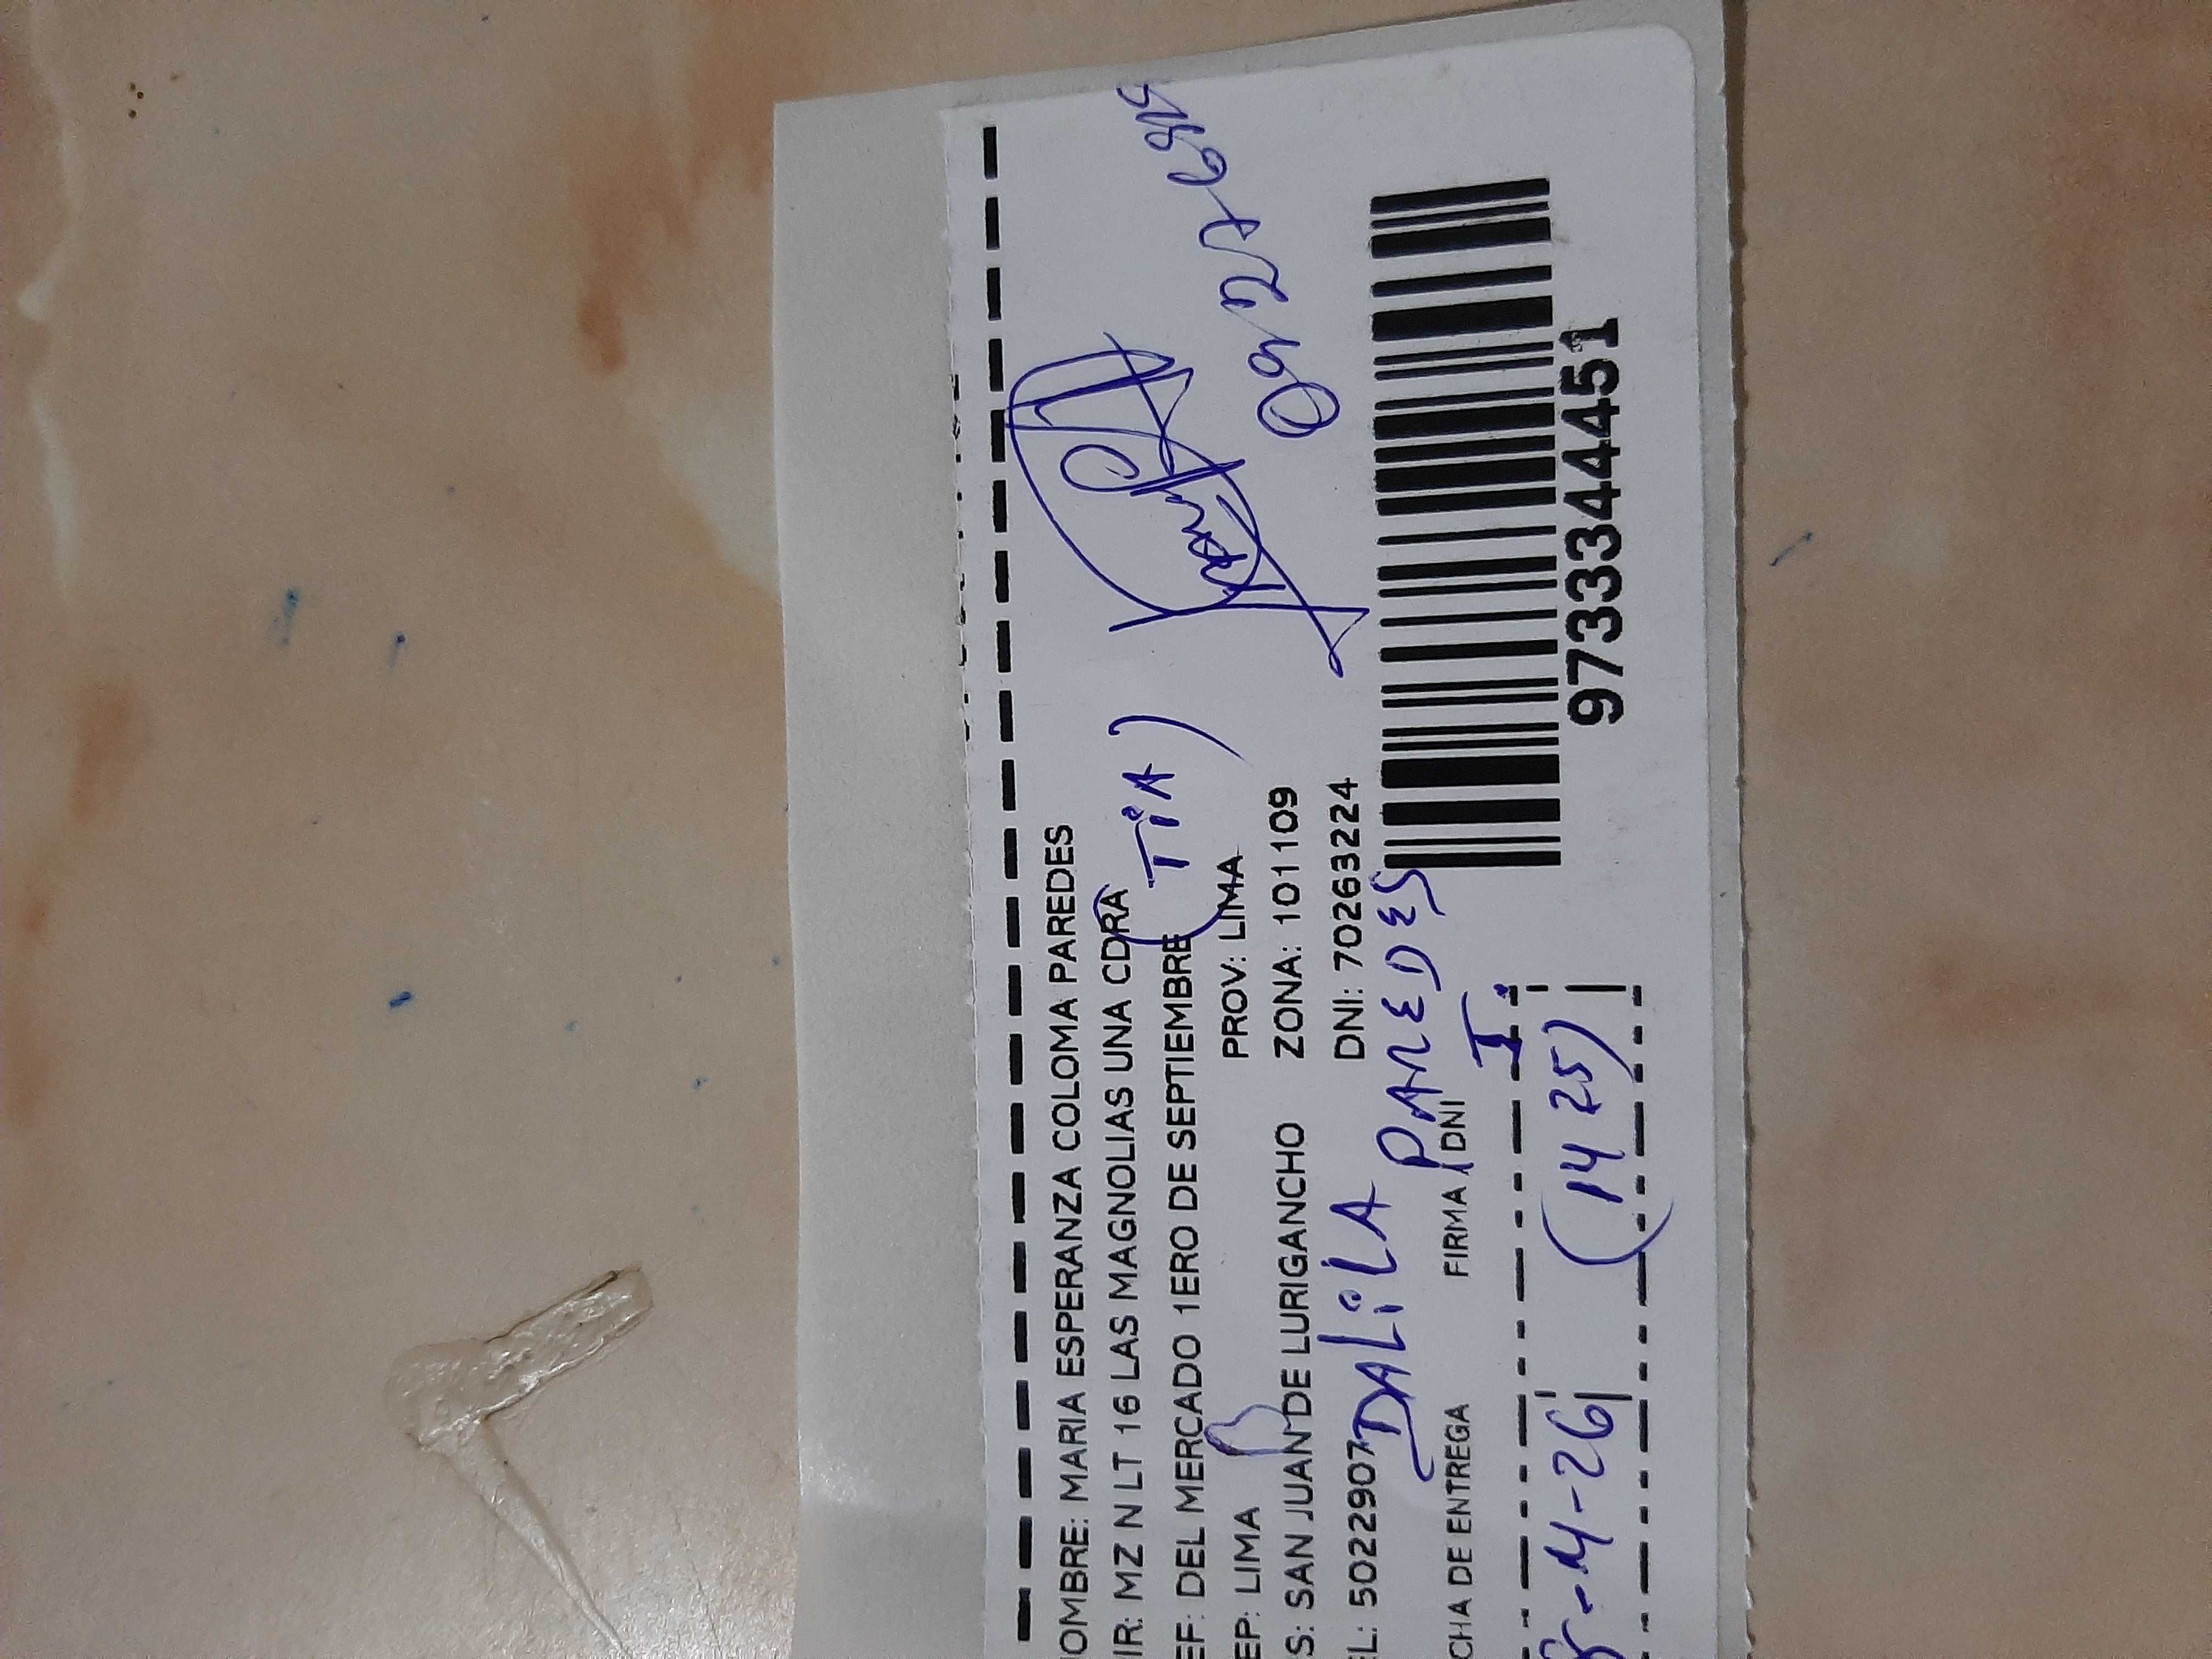 OMBRE: MARIA ESPERANZA COLOMA PAREDES
IR: MZ N LT 16 LAS MAGNOLIAS UNA CDRA
(TIA)
EF: DEL MERCADO 1ERO DE SEPTIEMBRE
EP: LIMA PROV: LIMA
S: SAN JUAN DE LURIGANCHO ZONA: 101109
EL: 5022907 DNI: 70263224
DALILA PAREDES I.
CHA DE ENTREGA FIRMA / DNI
-4-26 (14 25)
9733344451